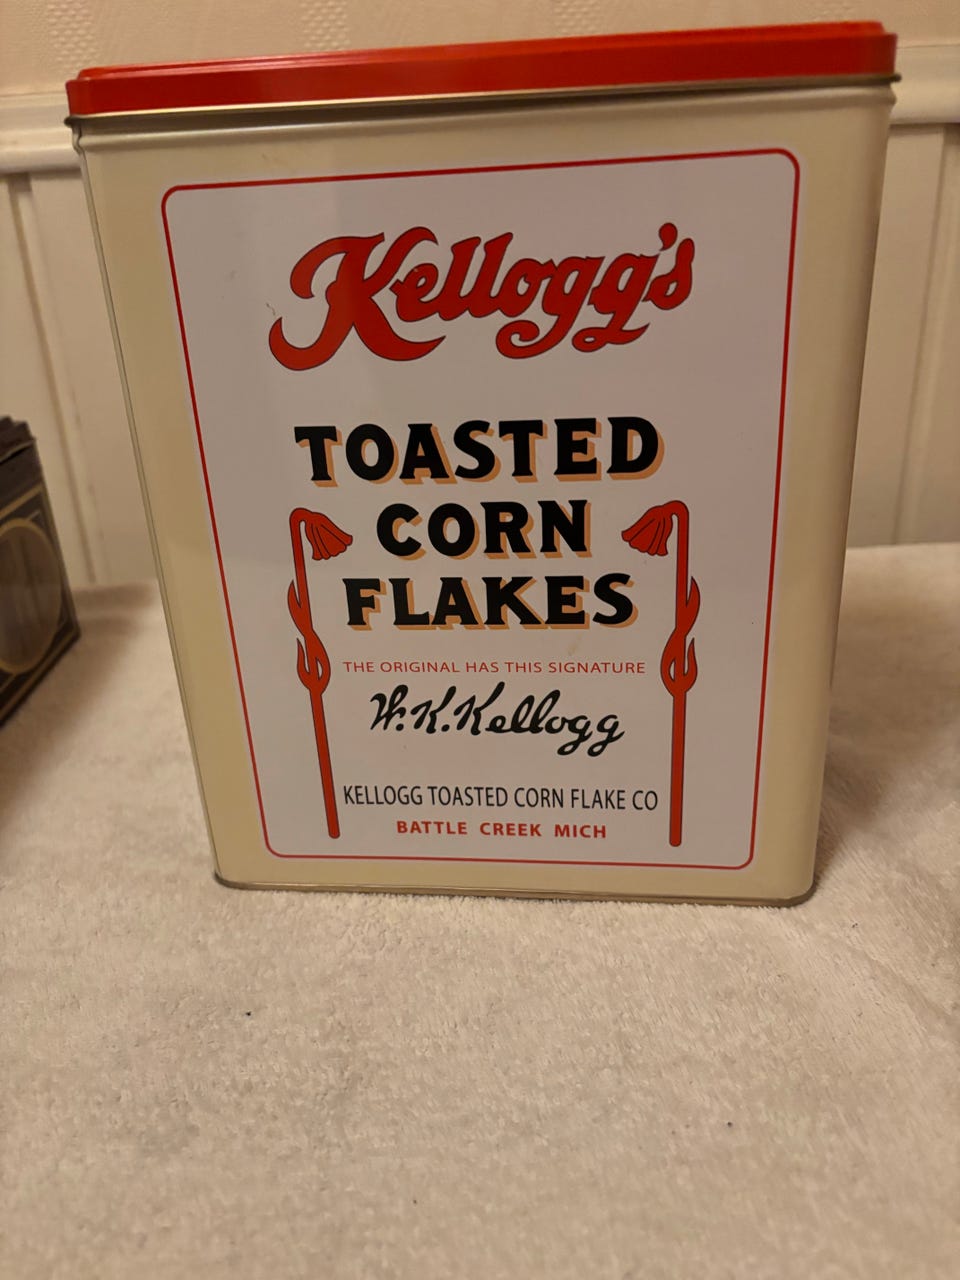 Kellogg's
TOASTED
CORN
FLAKES
THE ORIGINAL HAS THIS SIGNATURE
W.K.Kellogg
KELLOGG TOASTED CORN FLAKE CO
BATTLE CREEK MICH